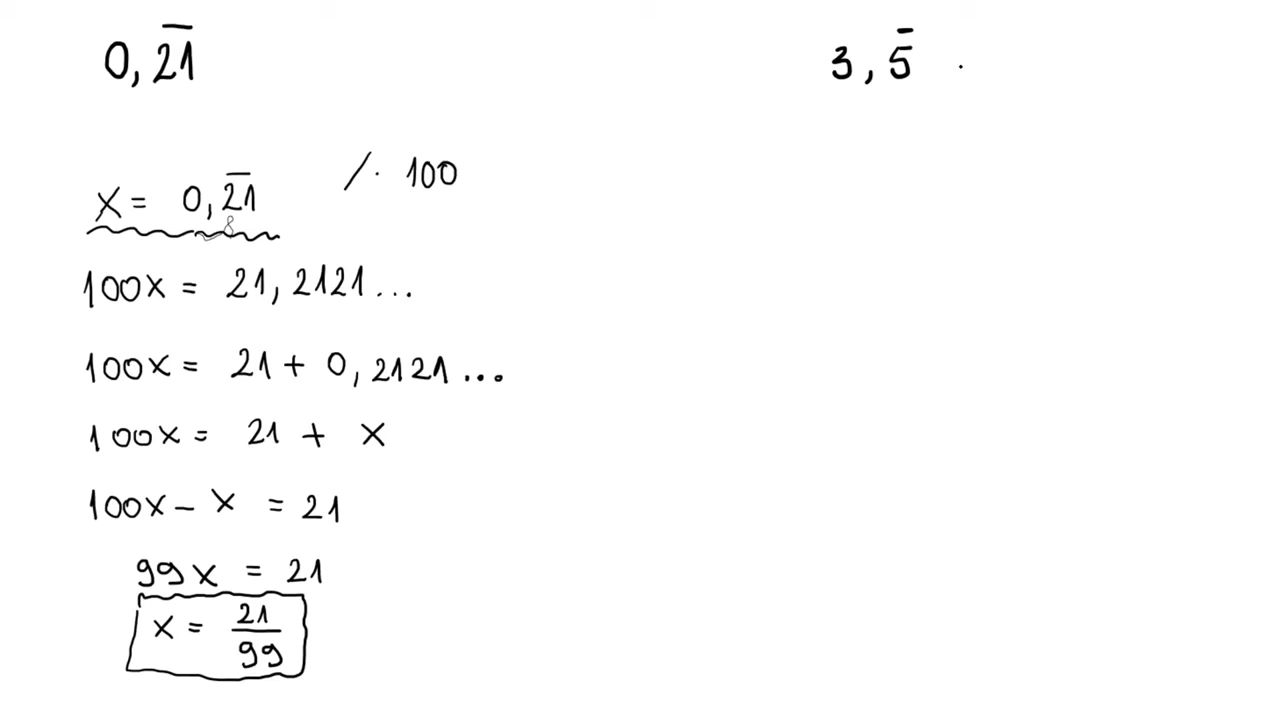 0,2̅1̅
3,5̅ .
x = 0,2̅1̅ /· 100
100x = 21,2121...
100x = 21 + 0,2121...
100x = 21 + x
100x - x = 21
99x = 21
x = 21/99